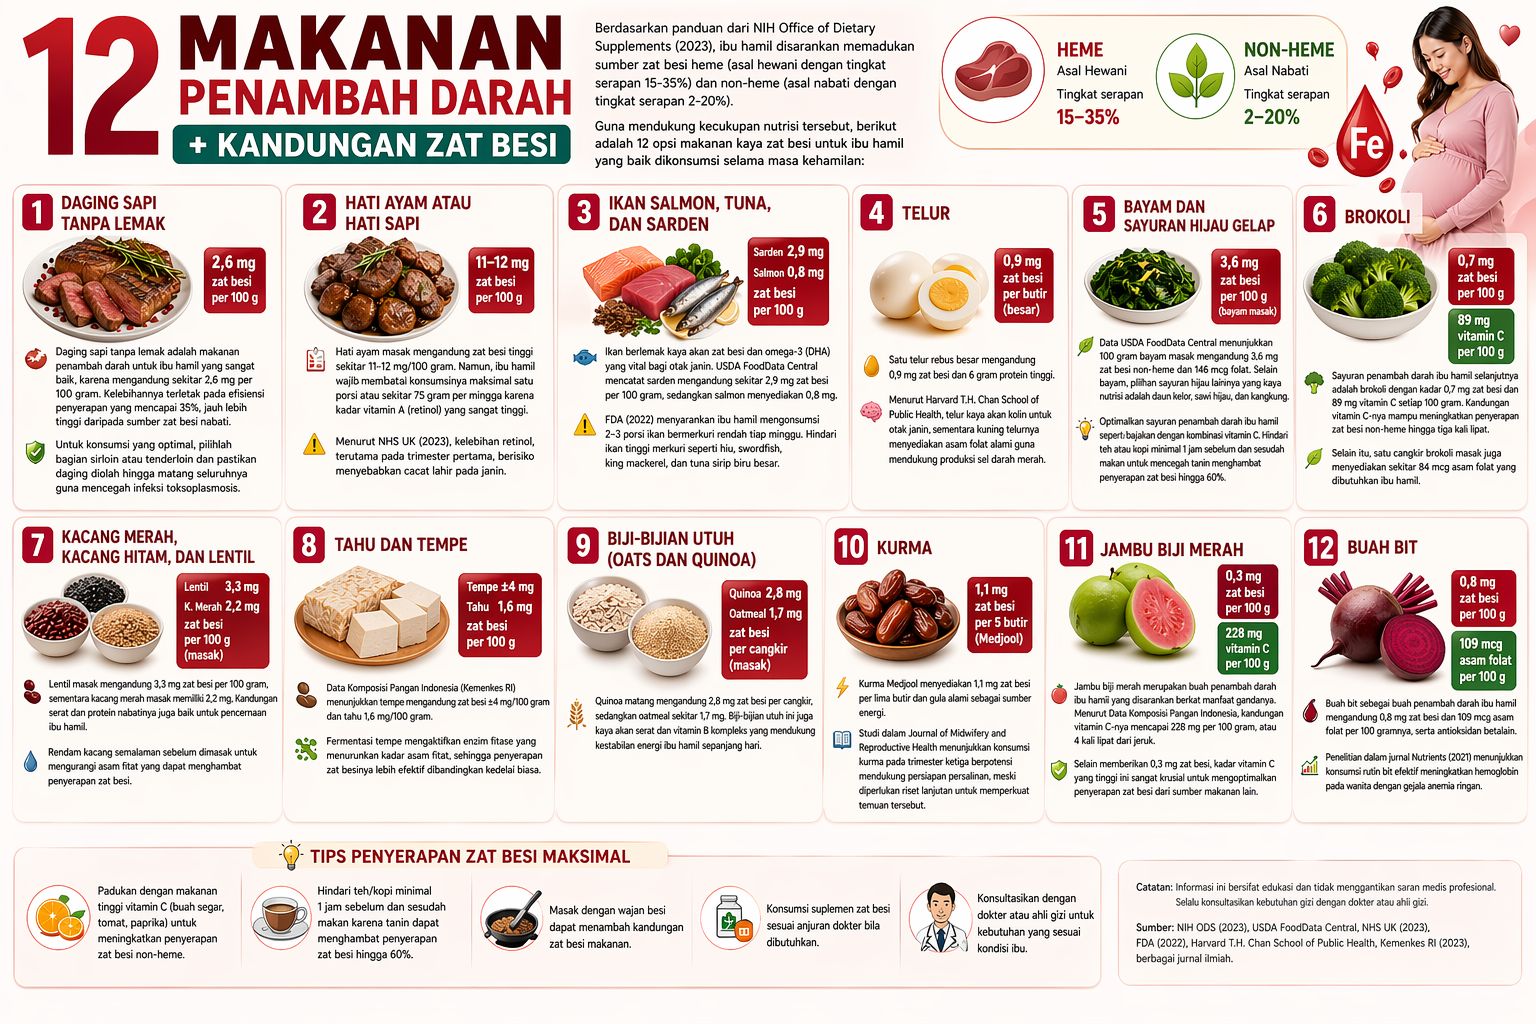 12 MAKANAN
PENAMBAH DARAH
+ KANDUNGAN ZAT BESI
Berdasarkan panduan dari NIH Office of Dietary
Supplements (2023), ibu hamil disarankan memadukan
sumber zat besi heme (asal hewani dengan tingkat
serapan 15-35%) dan non-heme (asal nabati dengan
tingkat serapan 2-20%).
Guna mendukung kecukupan nutrisi tersebut, berikut
adalah 12 opsi makanan kaya zat besi untuk ibu hamil
yang baik dikonsumsi selama masa kehamilan:
HEME
Asal Hewani
Tingkat serapan
15–35%
NON-HEME
Asal Nabati
Tingkat serapan
2–20%
Fe
1 DAGING SAPI
TANPA LEMAK
2,6 mg
zat besi
per 100 g
Daging sapi tanpa lemak adalah makanan
penambah darah untuk ibu hamil yang sangat
baik, karena mengandung sekitar 2,6 mg per
100 gram. Kelebihannya terletak pada efisiensi
penyerapan yang mencapai 35%, jauh lebih
tinggi daripada sumber zat besi nabati.
Untuk konsumsi yang optimal, pilihlah
bagian sirloin atau tenderloin dan pastikan
daging diolah hingga matang seluruhnya
guna mencegah infeksi toksoplasmosis.
2 HATI AYAM ATAU
HATI SAPI
11–12 mg
zat besi
per 100 g
Hati ayam masak mengandung zat besi tinggi
sekitar 11–12 mg/100 gram. Namun, ibu hamil
wajib membatai konsumsinya maksimal satu
porsi atau sekitar 75 gram per minggu karena
kadar vitamin A (retinol) yang sangat tinggi.
Menurut NHS UK (2023), kelebihan retinol,
terutama pada trimester pertama, berisiko
menyebabkan cacat lahir pada janin.
3 IKAN SALMON, TUNA,
DAN SARDEN
Sarden 2,9 mg
Salmon 0,8 mg
zat besi
per 100 g
Ikan berlemak kaya akan zat besi dan omega-3 (DHA)
yang vital bagi otak janin. USDA FoodData Central
mencatat sarden mengandung sekitar 2,9 mg zat besi
per 100 gram, sedangkan salmon menyediakan 0,8 mg.
FDA (2022) menyarankan ibu hamil mengonsumsi
2–3 porsi ikan bermerkuri rendah tiap minggu. Hindari
ikan tinggi merkuri seperti hiu, swordfish,
king mackerel, dan tuna sirip biru besar.
4 TELUR
0,9 mg
zat besi
per butir
(besar)
Satu telur rebus besar mengandung
0,9 mg zat besi dan 6 gram protein tinggi.
Menurut Harvard T.H. Chan School of
Public Health, telur kaya akan kolin untuk
otak janin, sementara kuning telurnya
menyediakan asam folat alami guna
mendukung produksi sel darah merah.
5 BAYAM DAN
SAYURAN HIJAU GELAP
3,6 mg
zat besi
per 100 g
(bayam masak)
Data USDA FoodData Central menunjukkan
100 gram bayam masak mengandung 3,6 mg
zat besi non-heme dan 146 mcg folat. Selain
bayam, pilihan sayur hijau lainnya yang kaya
nutrisi adalah daun kelor, sawi hijau, dan kangkung.
Optimalkan sayuran penambah darah ibu hamil
seperti bajakan dengan kombinasi vitamin C. Hindari
teh atau kopi minimal 1 jam sebelum dan sesudah
makan untuk mencegah tanin menghambat
penyerapan zat besi hingga 60%.
6 BROKOLI
0,7 mg
zat besi
per 100 g
89 mg
vitamin C
per 100 g
Sayuran penambah darah ibu hamil selanjutnya
adalah brokoli dengan kadar 0,7 mg zat besi dan
89 mg vitamin C setiap 100 gram. Kandungan
vitamin C-nya mampu meningkatkan penyerapan
zat besi non-heme hingga tiga kali lipat.
Selain itu, satu cangkir brokoli masak juga
menyediakan sekitar 84 mcg asam folat yang
dibutuhkan ibu hamil.
7 KACANG MERAH,
KACANG HITAM, DAN LENTIL
Lentil 3,3 mg
K. Merah 2,2 mg
zat besi
per 100 g
(masak)
Lentil masak mengandung 3,3 mg zat besi per 100 gram,
sementara kacang merah masak memiliki 2,2 mg, Kandungan
serat dan protein nabatinya juga baik untuk pencernaan
ibu hamil.
Rendam kacang semalaman sebelum dimasak untuk
mengurangi asam fitat yang dapat menghambat
penyerapan zat besi.
8 TAHU DAN TEMPE
Tempe ±4 mg
Tahu 1,6 mg
zat besi
per 100 g
Data Komposisi Pangan Indonesia (Kemenkes RI)
menunjukkan tempe mengandung zat besi ±4 mg/100 gram
dan tahu 1,6 mg/100 gram.
Fermentasi tempe mengaktifkan enzim fitase yang
menurunkan kadar asam fitat, sehingga penyerapan
zat besinya lebih efektif dibandingkan kedelai biasa.
9 BIJI-BIJIAN UTUH
(OATS DAN QUINOA)
Quinoa 2,8 mg
Oatmeal 1,7 mg
zat besi
per cangkir
(masak)
Quinoa matang mengandung 2,8 mg zat besi per cangkir,
sedangkan oatmeal sekitar 1,7 mg. Biji-bijian utuh ini juga
kaya akan serat dan vitamin B kompleks yang mendukung
kestabilan energi ibu hamil sepanjang hari.
10 KURMA
1,1 mg
zat besi
per 5 butir
(Medjool)
Kurma Medjool menyediakan 1,1 mg zat besi
per lima butir dan gula alami sebagai sumber
energi.
Studi dalam Journal of Midwifery and
Reproductive Health menunjukkan konsumsi
kurma pada trimester ketiga berpotensi
mendukung persiapan persalinan, meski
diperlukan riset lanjutan untuk memperkuat
temuan tersebut.
11 JAMBU BIJI MERAH
0,3 mg
zat besi
per 100 g
228 mg
vitamin C
per 100 g
Jambu biji merah merupakan buah penambah darah
ibu hamil yang disarankan berkat manfaat gandanya.
Menurut Data Komposisi Pangan Indonesia, kandungan
vitamin C-nya mencapai 228 mg per 100 gram, atau
4 kali lipat dari jeruk.
Selain memberikan 0,3 mg zat besi, kadar vitamin C
yang tinggi ini sangat krusial untuk mengoptimalkan
penyerapan zat besi dari sumber makanan lain.
12 BUAH BIT
0,8 mg
zat besi
per 100 g
109 mcg
asam folat
per 100 g
Buah bit sebagai buah penambah darah ibu hamil
mengandung 0,8 mg zat besi dan 109 mcg asam
folat per 100 gramnya, serta antioksidan betalain.
Penelitian dalam jurnal Nutrients (2021) menunjukkan
konsumsi rutin bit efektif meningkatkan hemoglobin
pada wanita dengan gejala anemia ringan.
TIPS PENYERAPAN ZAT BESI MAKSIMAL
Padukan dengan makanan
tinggi vitamin C (buah segar,
tomat, paprika) untuk
meningkatkan penyerapan
zat besi non-heme.
Hindari teh/kopi minimal
1 jam sebelum dan sesudah
makan karena tanin dapat
menghambat penyerapan
zat besi hingga 60%.
Masak dengan wajan besi
dapat menambah kandungan
zat besi makanan.
Konsumsi suplemen zat besi
sesuai anjuran dokter bila
dibutuhkan.
Konsultasikan dengan
dokter atau ahli gizi untuk
kebutuhan yang sesuai
kondisi ibu.
Catatan: Informasi ini bersifat edukasi dan tidak menggantikan saran medis profesional.
Selalu konsultasikan kebutuhan gizi dengan dokter atau ahli gizi.
Sumber: NIH ODS (2023), USDA FoodData Central, NHS UK (2023),
FDA (2022), Harvard T.H. Chan School of Public Health, Kemenkes RI (2023),
berbagai jurnal ilmiah.